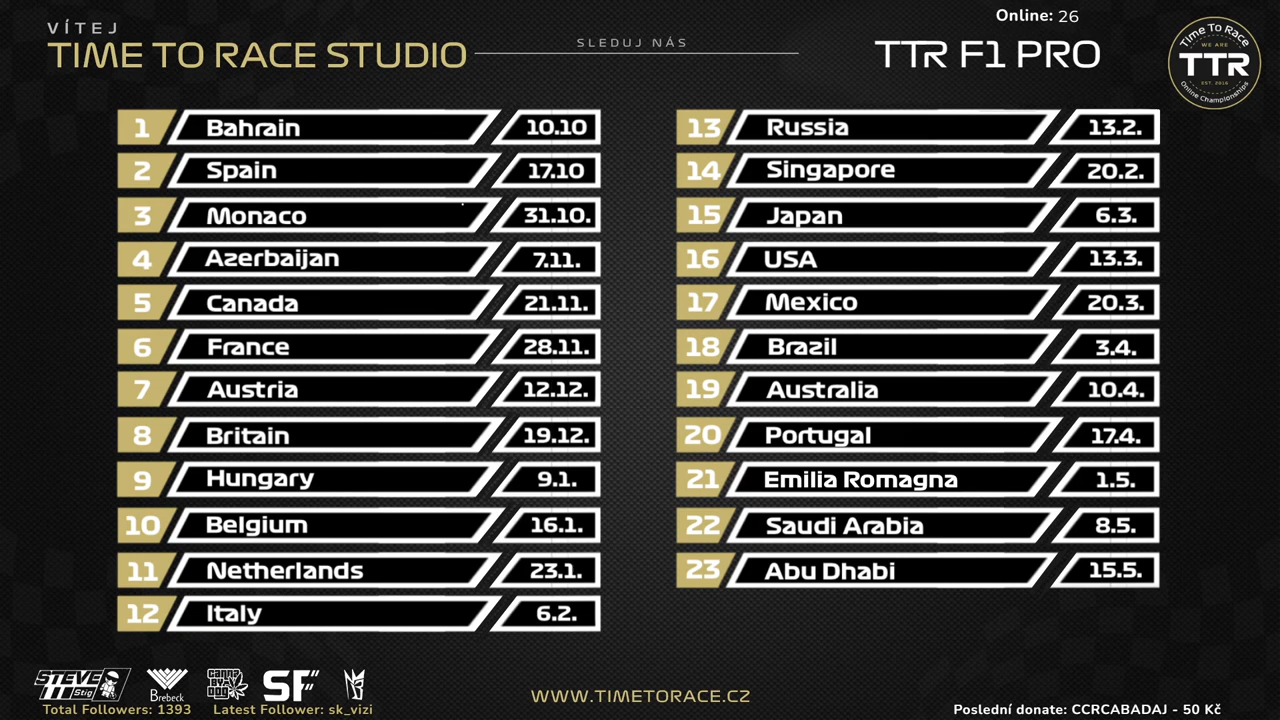 VÍTEJ
TIME TO RACE STUDIO
SLEDUJ NÁS
Online: 26
TTR F1 PRO
Time To Race
WE ARE
TTR
EST. 2016
Online Championships
1 Bahrain 10.10
2 Spain 17.10
3 Monaco 31.10.
4 Azerbaijan 7.11.
5 Canada 21.11.
6 France 28.11.
7 Austria 12.12.
8 Britain 19.12.
9 Hungary 9.1.
10 Belgium 16.1.
11 Netherlands 23.1.
12 Italy 6.2.
13 Russia 13.2.
14 Singapore 20.2.
15 Japan 6.3.
16 USA 13.3.
17 Mexico 20.3.
18 Brazil 3.4.
19 Australia 10.4.
20 Portugal 17.4.
21 Emilia Romagna 1.5.
22 Saudi Arabia 8.5.
23 Abu Dhabi 15.5.
STEVE
Stig
Brebeck
SF
Total Followers: 1393
Latest Follower: sk_vizi
WWW.TIMETORACE.CZ
Poslední donate: CCRCABADAJ - 50 Kč